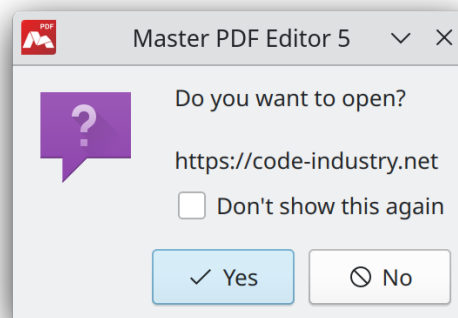 PDF
Master PDF Editor 5
Do you want to open?
https://code-industry.net
Don't show this again
Yes
No